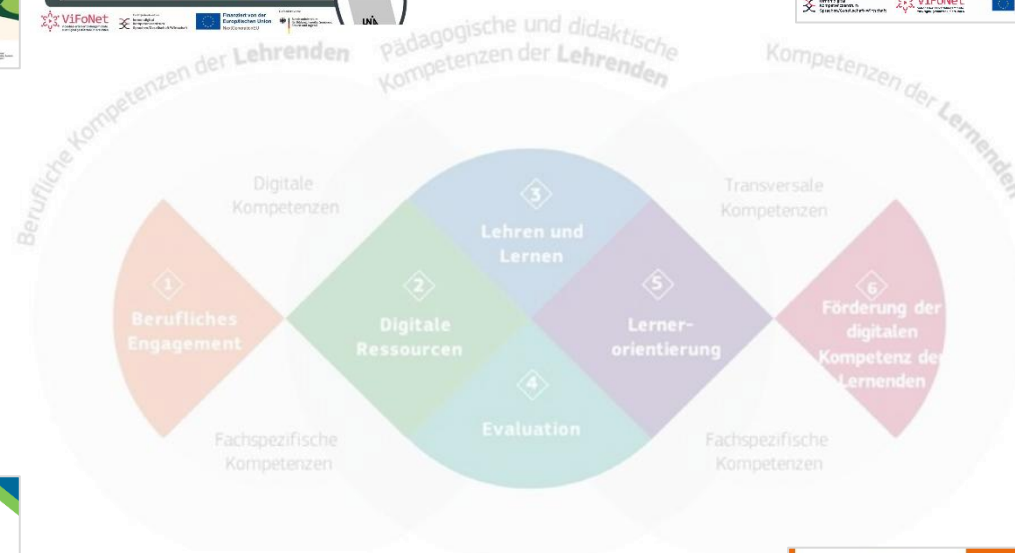 ViFoNet
Finanziert von der
Europäischen Union
NextGenerationEU
ViFoNet
Berufliche Kompetenzen der Lehrenden
Pädagogische und didaktische
Kompetenzen der Lehrenden
Kompetenzen der Lernenden
Digitale
Kompetenzen
Transversale
Kompetenzen
1
Berufliches
Engagement
2
Digitale
Ressourcen
3
Lehren und
Lernen
4
Evaluation
5
Lerner-
orientierung
6
Förderung der
digitalen
Kompetenz der
Lernenden
Fachspezifische
Kompetenzen
Fachspezifische
Kompetenzen